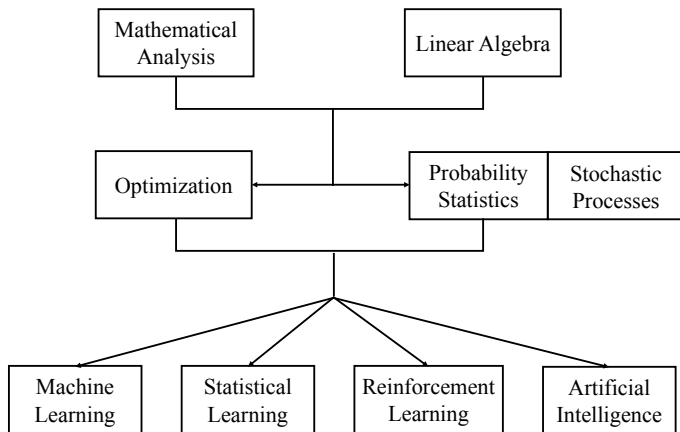 Mathematical
Analysis
Linear Algebra
Optimization
Probability
Statistics
Stochastic
Processes
Machine
Learning
Statistical
Learning
Reinforcement
Learning
Artificial
Intelligence